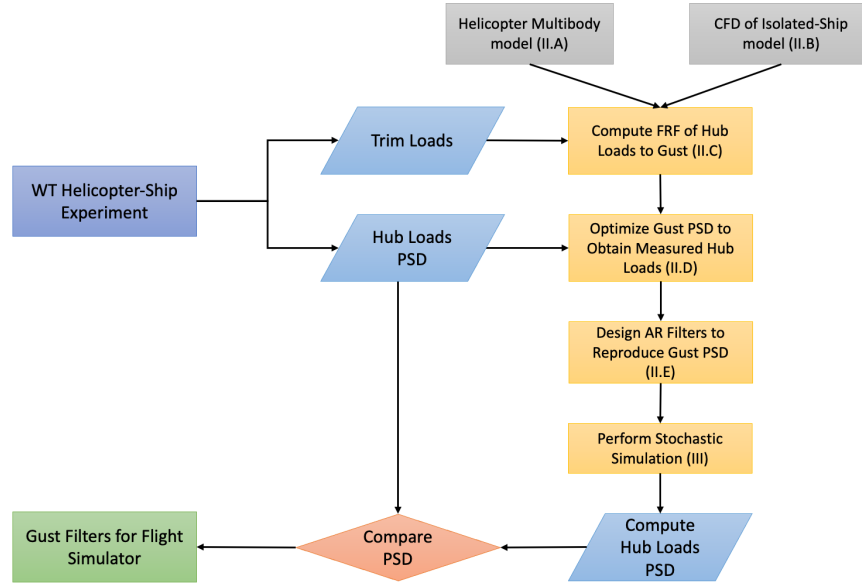 Helicopter Multibody
model (II.A)
CFD of Isolated-Ship
model (II.B)
Trim Loads
Compute FRF of Hub
Loads to Gust (II.C)
WT Helicopter-Ship
Experiment
Hub Loads
PSD
Optimize Gust PSD to
Obtain Measured Hub
Loads (II.D)
Design AR Filters to
Reproduce Gust PSD
(II.E)
Perform Stochastic
Simulation (III)
Gust Filters for Flight
Simulator
Compare
PSD
Compute
Hub Loads
PSD